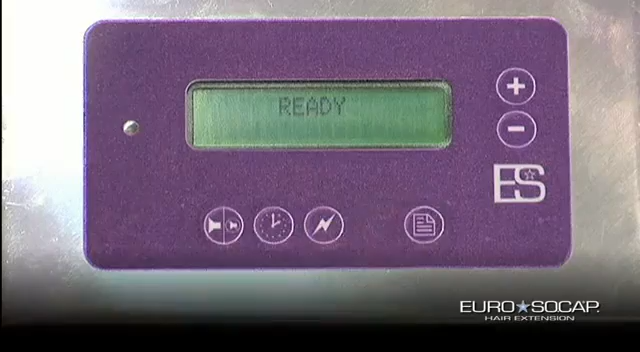 READY
+
-
ES
EURO★SOCAP.
HAIR EXTENSION